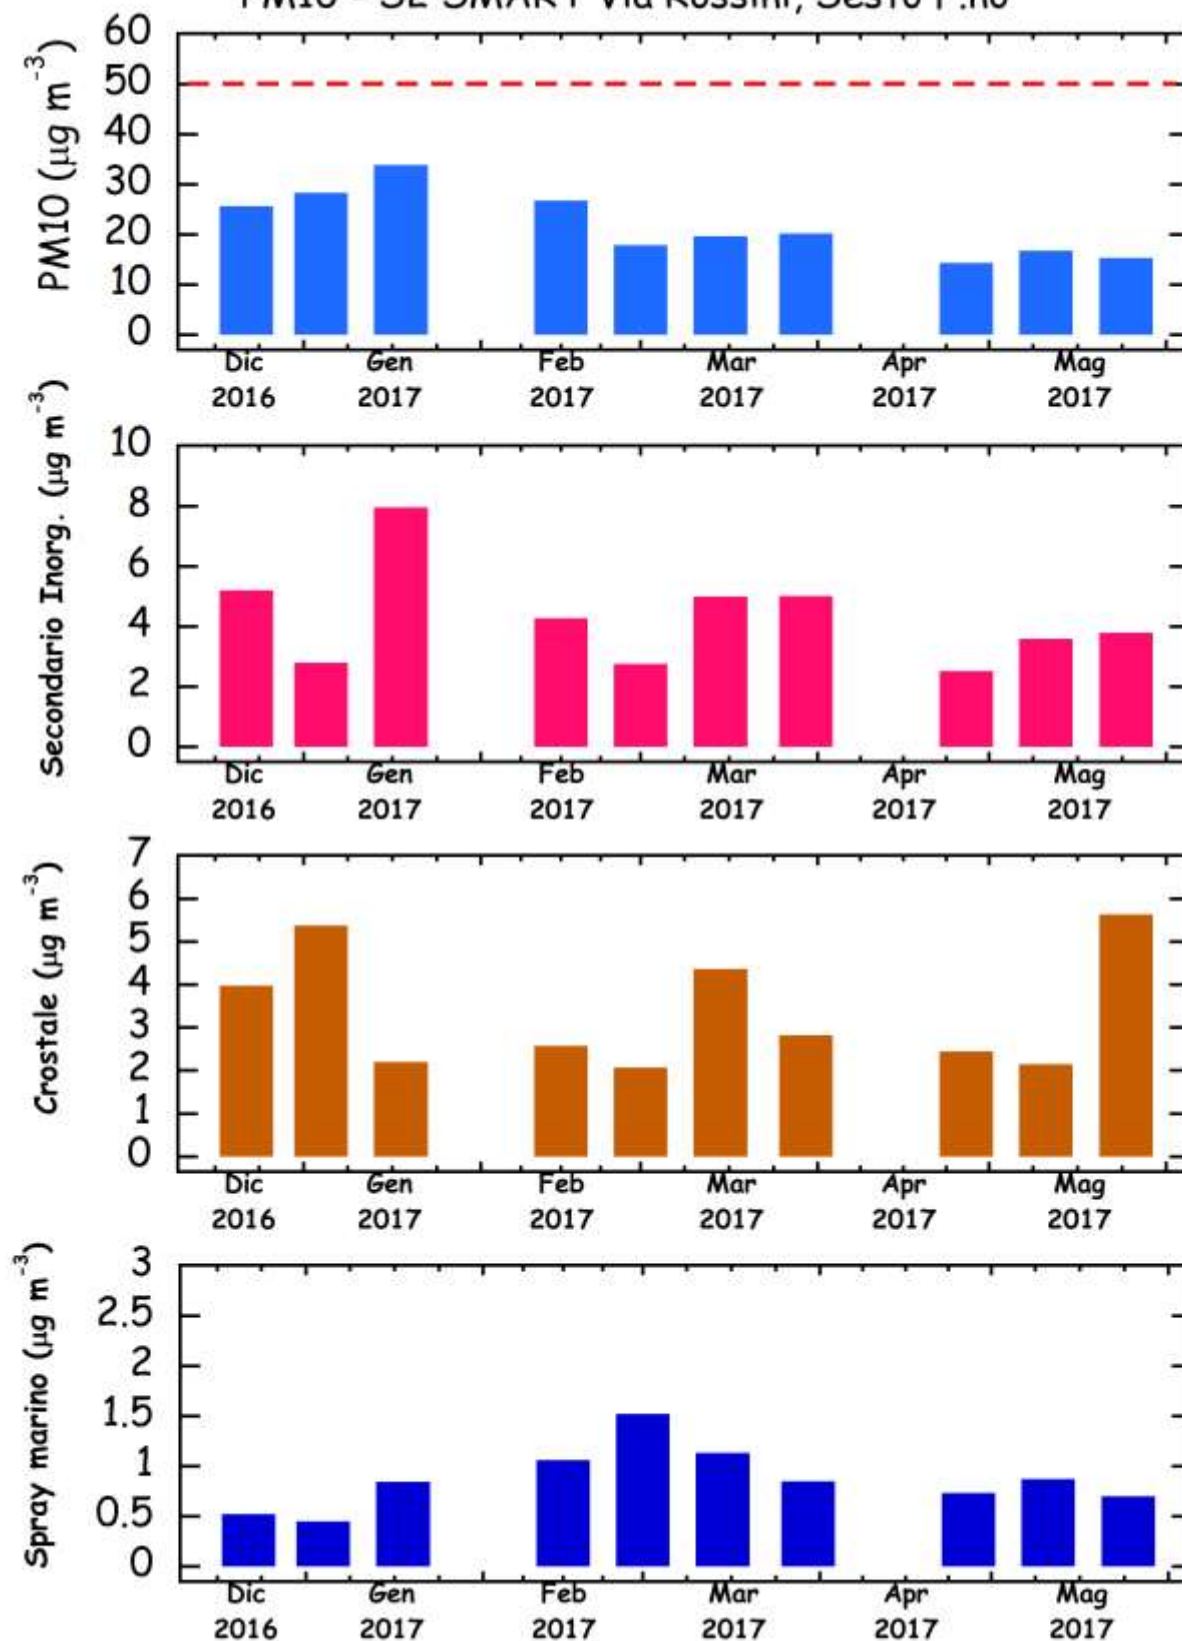 PM10 - SE SMART Via Rossini, Sesto F.no
60
50
40
30
20
10
0
PM10 (μg m⁻³)
Dic Gen Feb Mar Apr Mag
2016 2017 2017 2017 2017 2017
10
8
6
4
2
0
Secondario Inorg. (μg m⁻³)
Dic Gen Feb Mar Apr Mag
2016 2017 2017 2017 2017 2017
7
6
5
4
3
2
1
0
Crostale (μg m⁻³)
Dic Gen Feb Mar Apr Mag
2016 2017 2017 2017 2017 2017
3
2.5
2
1.5
1
0.5
0
Spray marino (μg m⁻³)
Dic Gen Feb Mar Apr Mag
2016 2017 2017 2017 2017 2017